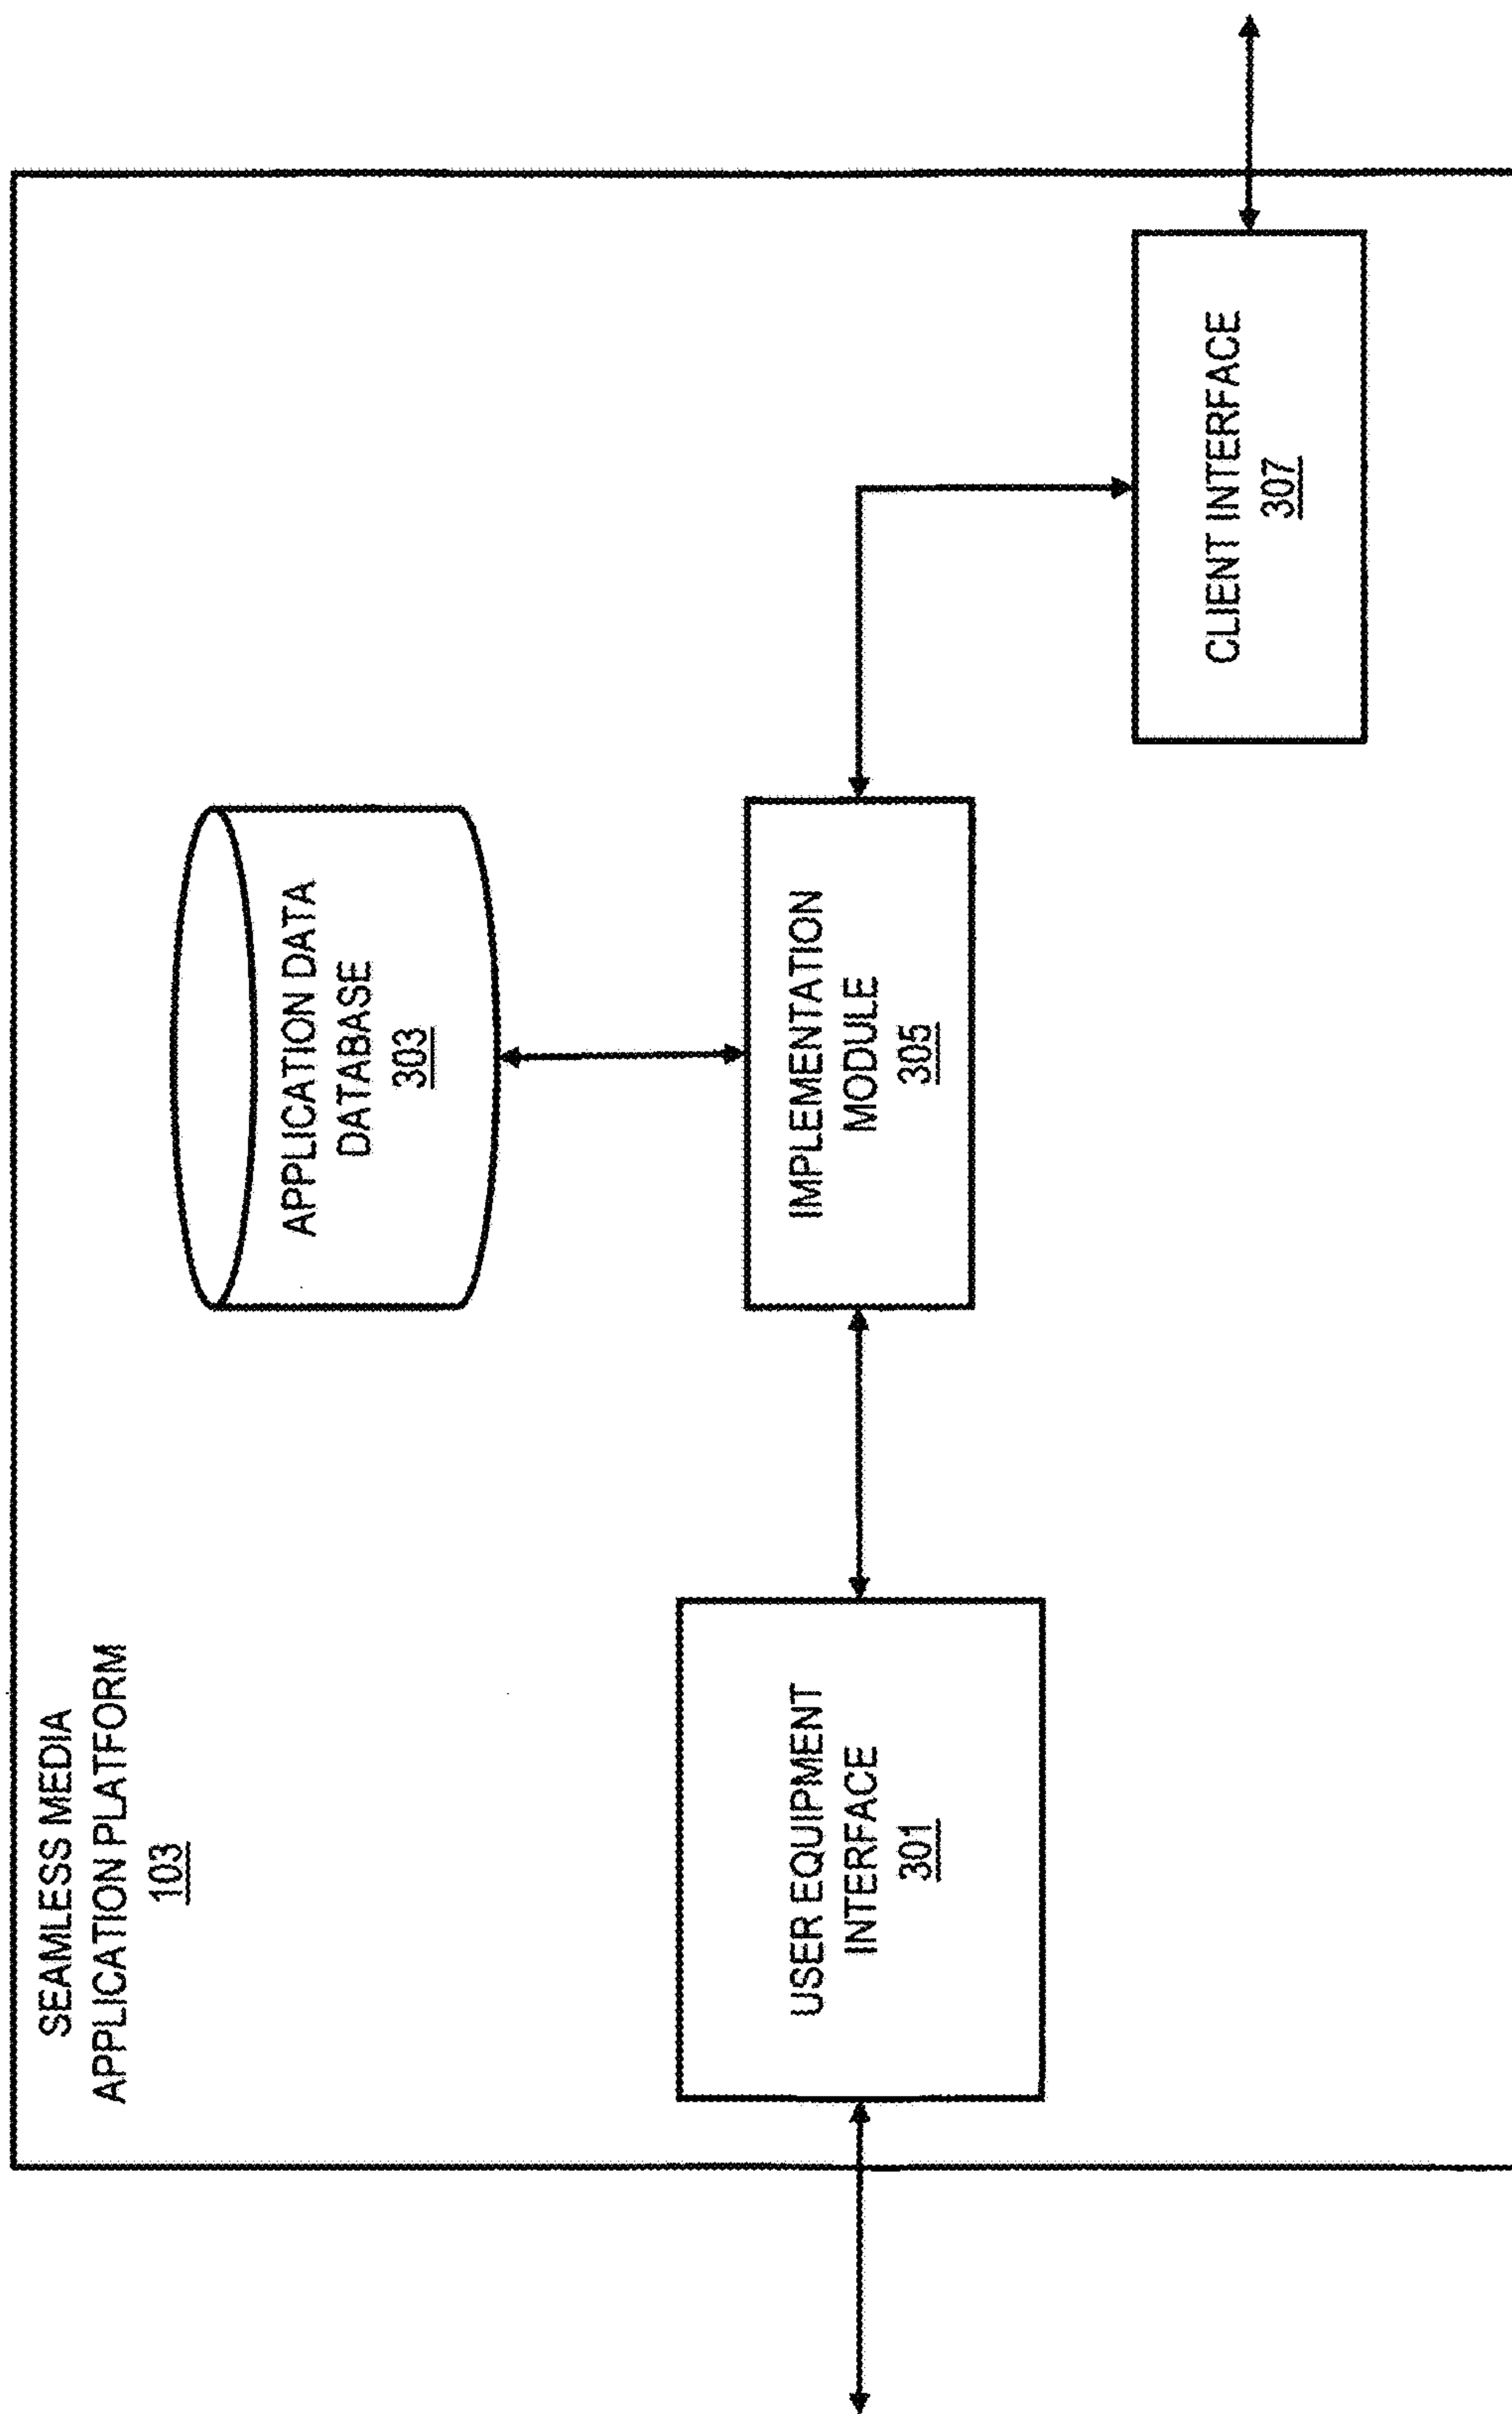 SEAMLESS MEDIA
APPLICATION PLATFORM
103
APPLICATION DATA
DATABASE
303
USER EQUIPMENT
INTERFACE
301
IMPLEMENTATION
MODULE
305
CLIENT INTERFACE
307